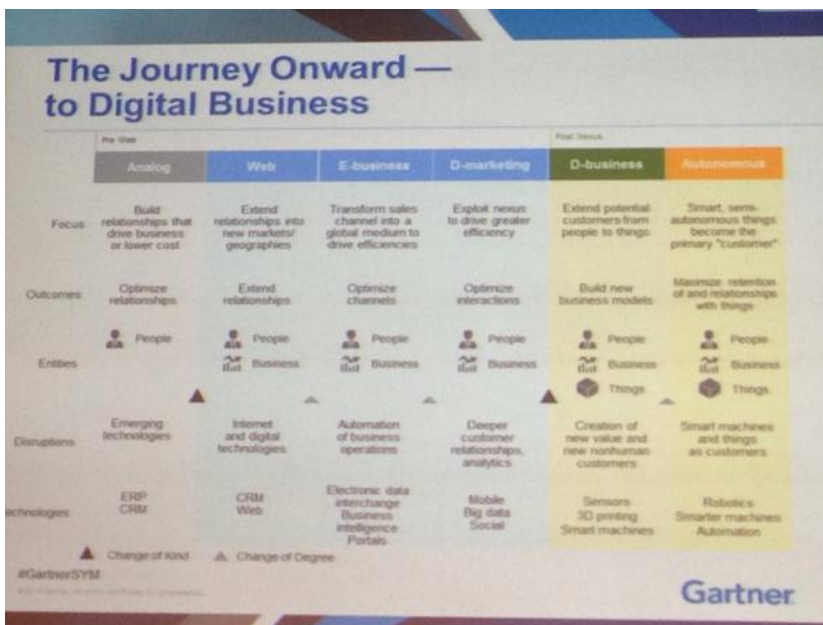 The Journey Onward —
to Digital Business
Pre Web
Post Nexus
Analog
Web
E-business
D-marketing
D-business
Autonomous
Focus
Build
relationships that
drive business
or lower cost
Extend
relationships into
new markets/
geographies
Transform sales
channel into a
global medium to
drive efficiencies
Exploit nexus
to drive greater
efficiency
Extend potential
customers from
people to things
Smart, semi-
autonomous things
become the
primary "customer"
Outcomes
Optimize
relationships
Extend
relationships
Optimize
channels
Optimize
interactions
Build new
business models
Maximize retention
of and relationships
with things
Entities
People
People
Business
People
Business
People
Business
People
Business
Things
People
Business
Things
Disruptions
Emerging
technologies
Internet
and digital
technologies
Automation
of business
operations
Deeper
customer
relationships,
analytics
Creation of
new value and
new nonhuman
customers
Smart machines
and things
as customers
echnologies
ERP
CRM
CRM
Web
Electronic data
interchange
Business
intelligence
Portals
Mobile
Big data
Social
Sensors
3D printing
Smart machines
Robotics
Smarter machines
Automation
Change of Kind
Change of Degree
#GartnerSYM
Gartner